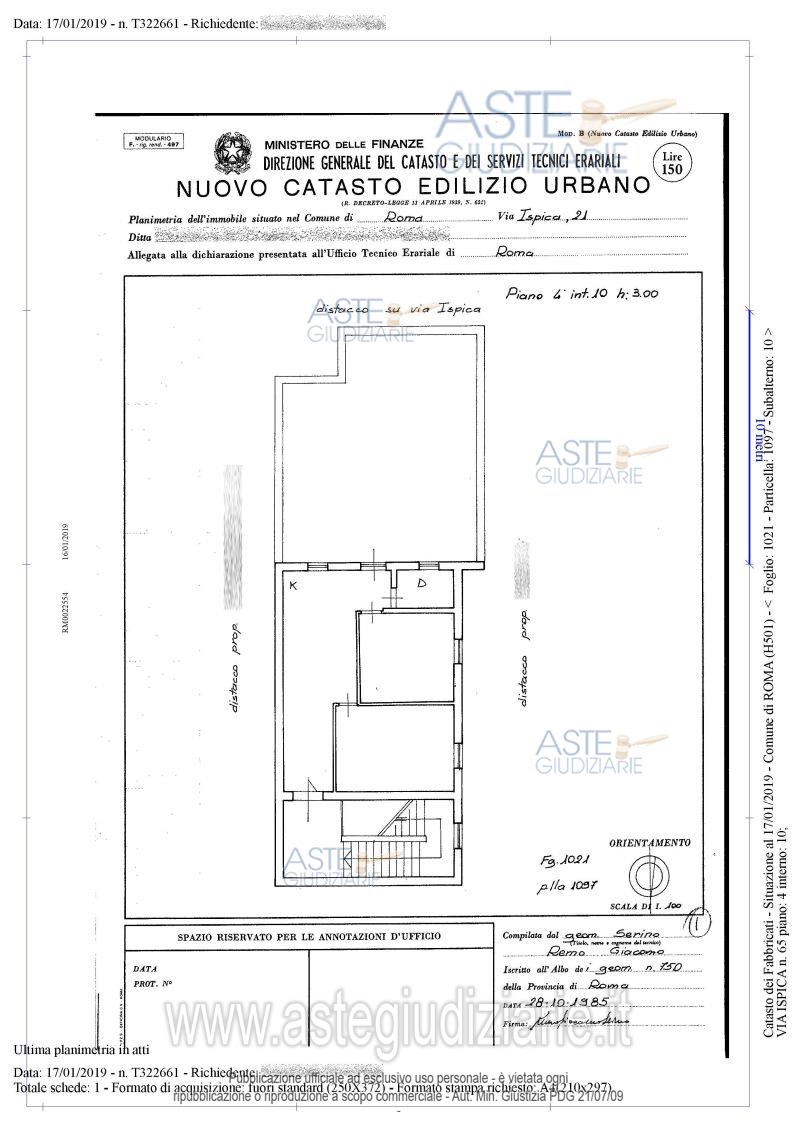 Data: 17/01/2019 - n. T322661 - Richiedente:
ASTE
GIUDIZIARIE
MODULARIO
F. - rig. rend. - 497
MOD. B (Nuovo Catasto Edilizio Urbano)
MINISTERO DELLE FINANZE
DIREZIONE GENERALE DEL CATASTO E DEI SERVIZI TECNICI ERARIALI
Lire
150
NUOVO CATASTO EDILIZIO URBANO
(R. DECRETO-LEGGE 13 APRILE 1939, N. 652)
Planimetria dell'immobile situato nel Comune di Roma Via Ispica, 21
Ditta
Allegata alla dichiarazione presentata all'Ufficio Tecnico Erariale di Roma
Piano 4° int. 10 h: 3.00
distacco su via Ispica
ASTE
GIUDIZIARIE
ASTE
GIUDIZIARIE
K
D
distacco prop.
distacco prop.
ASTE
GIUDIZIARIE
ASTE
GIUDIZIARIE
Fg. 1021
p/la 1097
ORIENTAMENTO
SCALA DI 1. 100
1
SPAZIO RISERVATO PER LE ANNOTAZIONI D'UFFICIO
DATA
PROT. N°
Compilata dal geom. Serino
(Titolo, nome e cognome del tecnico)
Remo Giacomo
Iscritto all'Albo dei geom. n. 750
della Provincia di Roma
DATA 28-10-1985
Firma:
www.astegiudiziarie.it
16/01/2019
RM0022554
10 metri
Catasto dei Fabbricati - Situazione al 17/01/2019 - Comune di ROMA (H501) - < Foglio: 1021 - Particella: 1097 - Subalterno: 10 >
VIA ISPICA n. 65 piano: 4 interno: 10;
Ultima planimetria in atti
Data: 17/01/2019 - n. T322661 - Richiedente:
Totale schede: 1 - Formato di acquisizione: fuori standard (250X372) - Formato stampa richiesto: A4(210x297)
Pubblicazione ufficiale ad esclusivo uso personale - è vietata ogni
ripubblicazione o riproduzione a scopo commerciale - Aut. Min. Giustizia PDG 21/07/09